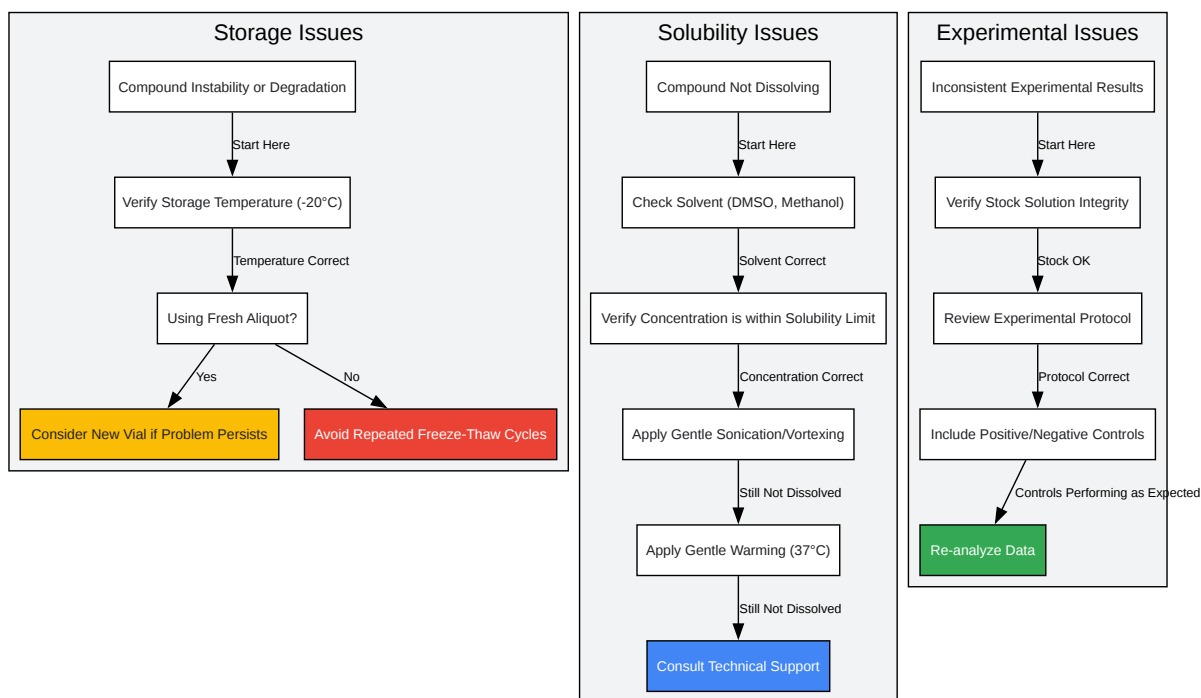 Storage Issues
Compound Instability or Degradation
Start Here
Verify Storage Temperature (-20°C)
Temperature Correct
Using Fresh Aliquot?
Yes
No
Consider New Vial if Problem Persists
Avoid Repeated Freeze-Thaw Cycles
Solubility Issues
Compound Not Dissolving
Start Here
Check Solvent (DMSO, Methanol)
Solvent Correct
Verify Concentration is within Solubility Limit
Concentration Correct
Apply Gentle Sonication/Vortexing
Still Not Dissolved
Apply Gentle Warming (37°C)
Still Not Dissolved
Consult Technical Support
Experimental Issues
Inconsistent Experimental Results
Start Here
Verify Stock Solution Integrity
Stock OK
Review Experimental Protocol
Protocol Correct
Include Positive/Negative Controls
Controls Performing as Expected
Re-analyze Data